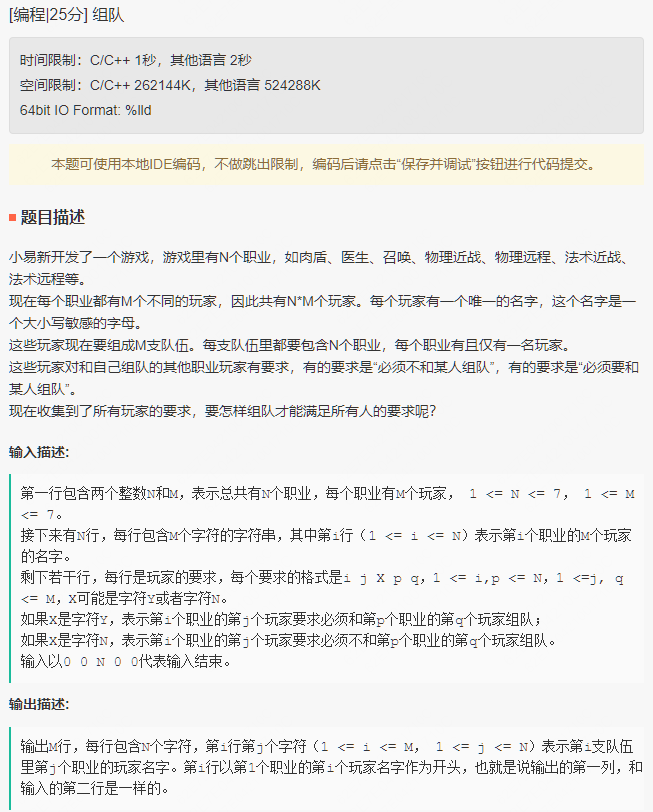 [编程|25分] 组队
时间限制：C/C++ 1秒，其他语言 2秒
空间限制：C/C++ 262144K，其他语言 524288K
64bit IO Format: %lld
本题可使用本地IDE编码，不做跳出限制，编码后请点击“保存并调试”按钮进行代码提交。
题目描述
小易新开发了一个游戏，游戏里有N个职业，如肉盾、医生、召唤、物理近战、物理远程、法术近战、
法术远程等。
现在每个职业都有M个不同的玩家，因此共有N*M个玩家。每个玩家有一个唯一的名字，这个名字是一
个大小写敏感的字母。
这些玩家现在要组成M支队伍。每支队伍里都要包含N个职业，每个职业有且仅有一名玩家。
这些玩家对和自己组队的其他职业玩家有要求，有的要求是“必须不和某人组队”，有的要求是“必须要和
某人组队”。
现在收集到了所有玩家的要求，要怎样组队才能满足所有人的要求呢？
输入描述:
第一行包含两个整数N和M，表示总共有N个职业，每个职业有M个玩家， 1 <= N <= 7， 1 <= M
<= 7。
接下来有N行，每行包含M个字符的字符串，其中第i行（1 <= i <= N）表示第i个职业的M个玩家
的名字。
剩下若干行，每行是玩家的要求，每个要求的格式是i j X p q，1 <= i,p <= N，1 <=j, q
<= M，X可能是字符Y或者字符N。
如果X是字符Y，表示第i个职业的第j个玩家要求必须和第p个职业的第q个玩家组队；
如果X是字符N，表示第i个职业的第j个玩家要求必须不和第p个职业的第q个玩家组队。
输入以0 0 N 0 0代表输入结束。
输出描述:
输出M行，每行包含N个字符，第i行第j个字符（1 <= i <= M， 1 <= j <= N）表示第i支队伍
里第j个职业的玩家名字。第i行以第1个职业的第i个玩家名字作为开头，也就是说输出的第一列，和
输入的第二行是一样的。